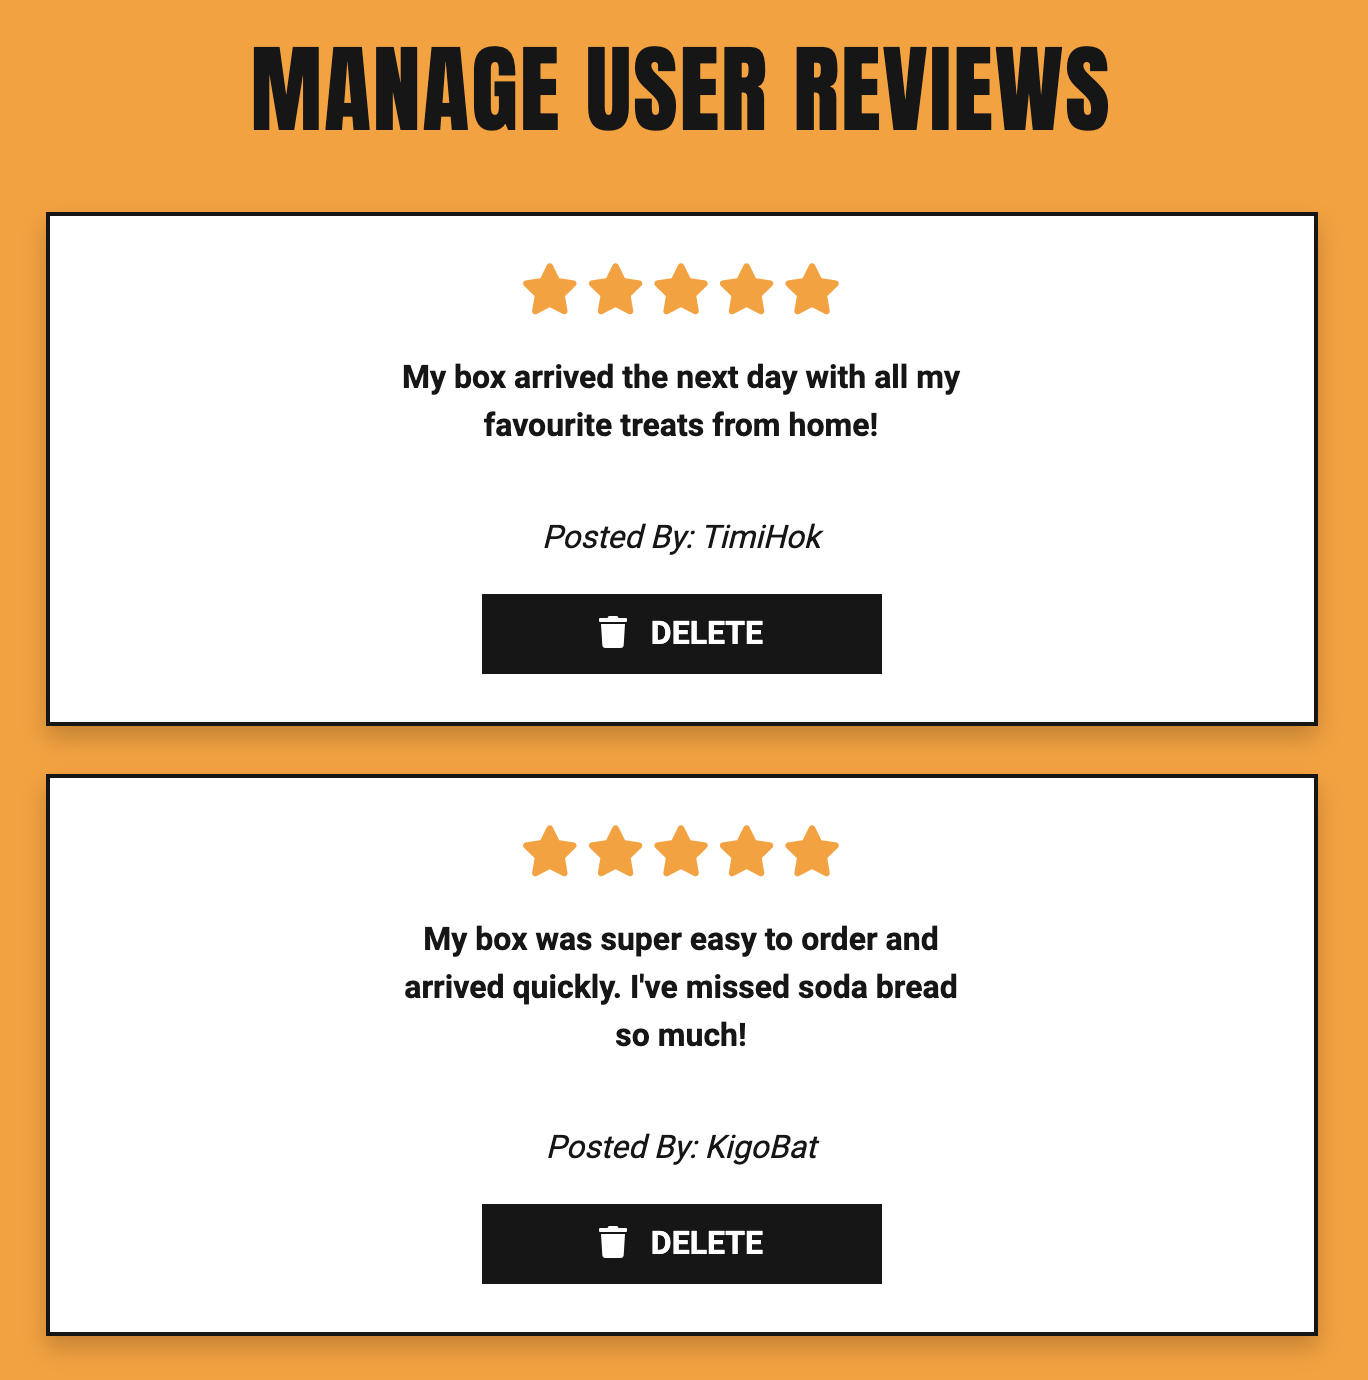 MANAGE USER REVIEWS
My box arrived the next day with all my
favourite treats from home!
Posted By: TimiHok
DELETE
My box was super easy to order and
arrived quickly. I've missed soda bread
so much!
Posted By: KigoBat
DELETE